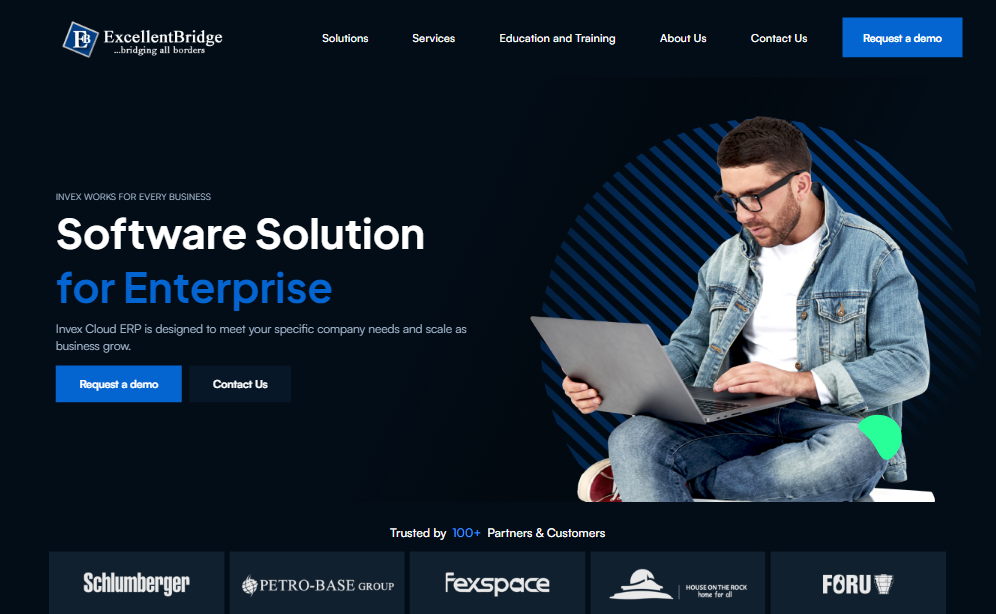 ExcellentBridge
...bridging all borders
Solutions
Services
Education and Training
About Us
Contact Us
Request a demo
INVEX WORKS FOR EVERY BUSINESS
Software Solution
for Enterprise
Invex Cloud ERP is designed to meet your specific company needs and scale as
business grow.
Request a demo
Contact Us
Trusted by 100+ Partners & Customers
Schlumberger
PETRO-BASE GROUP
fexspace
HOUSE ON THE ROCK
home for all
FORU